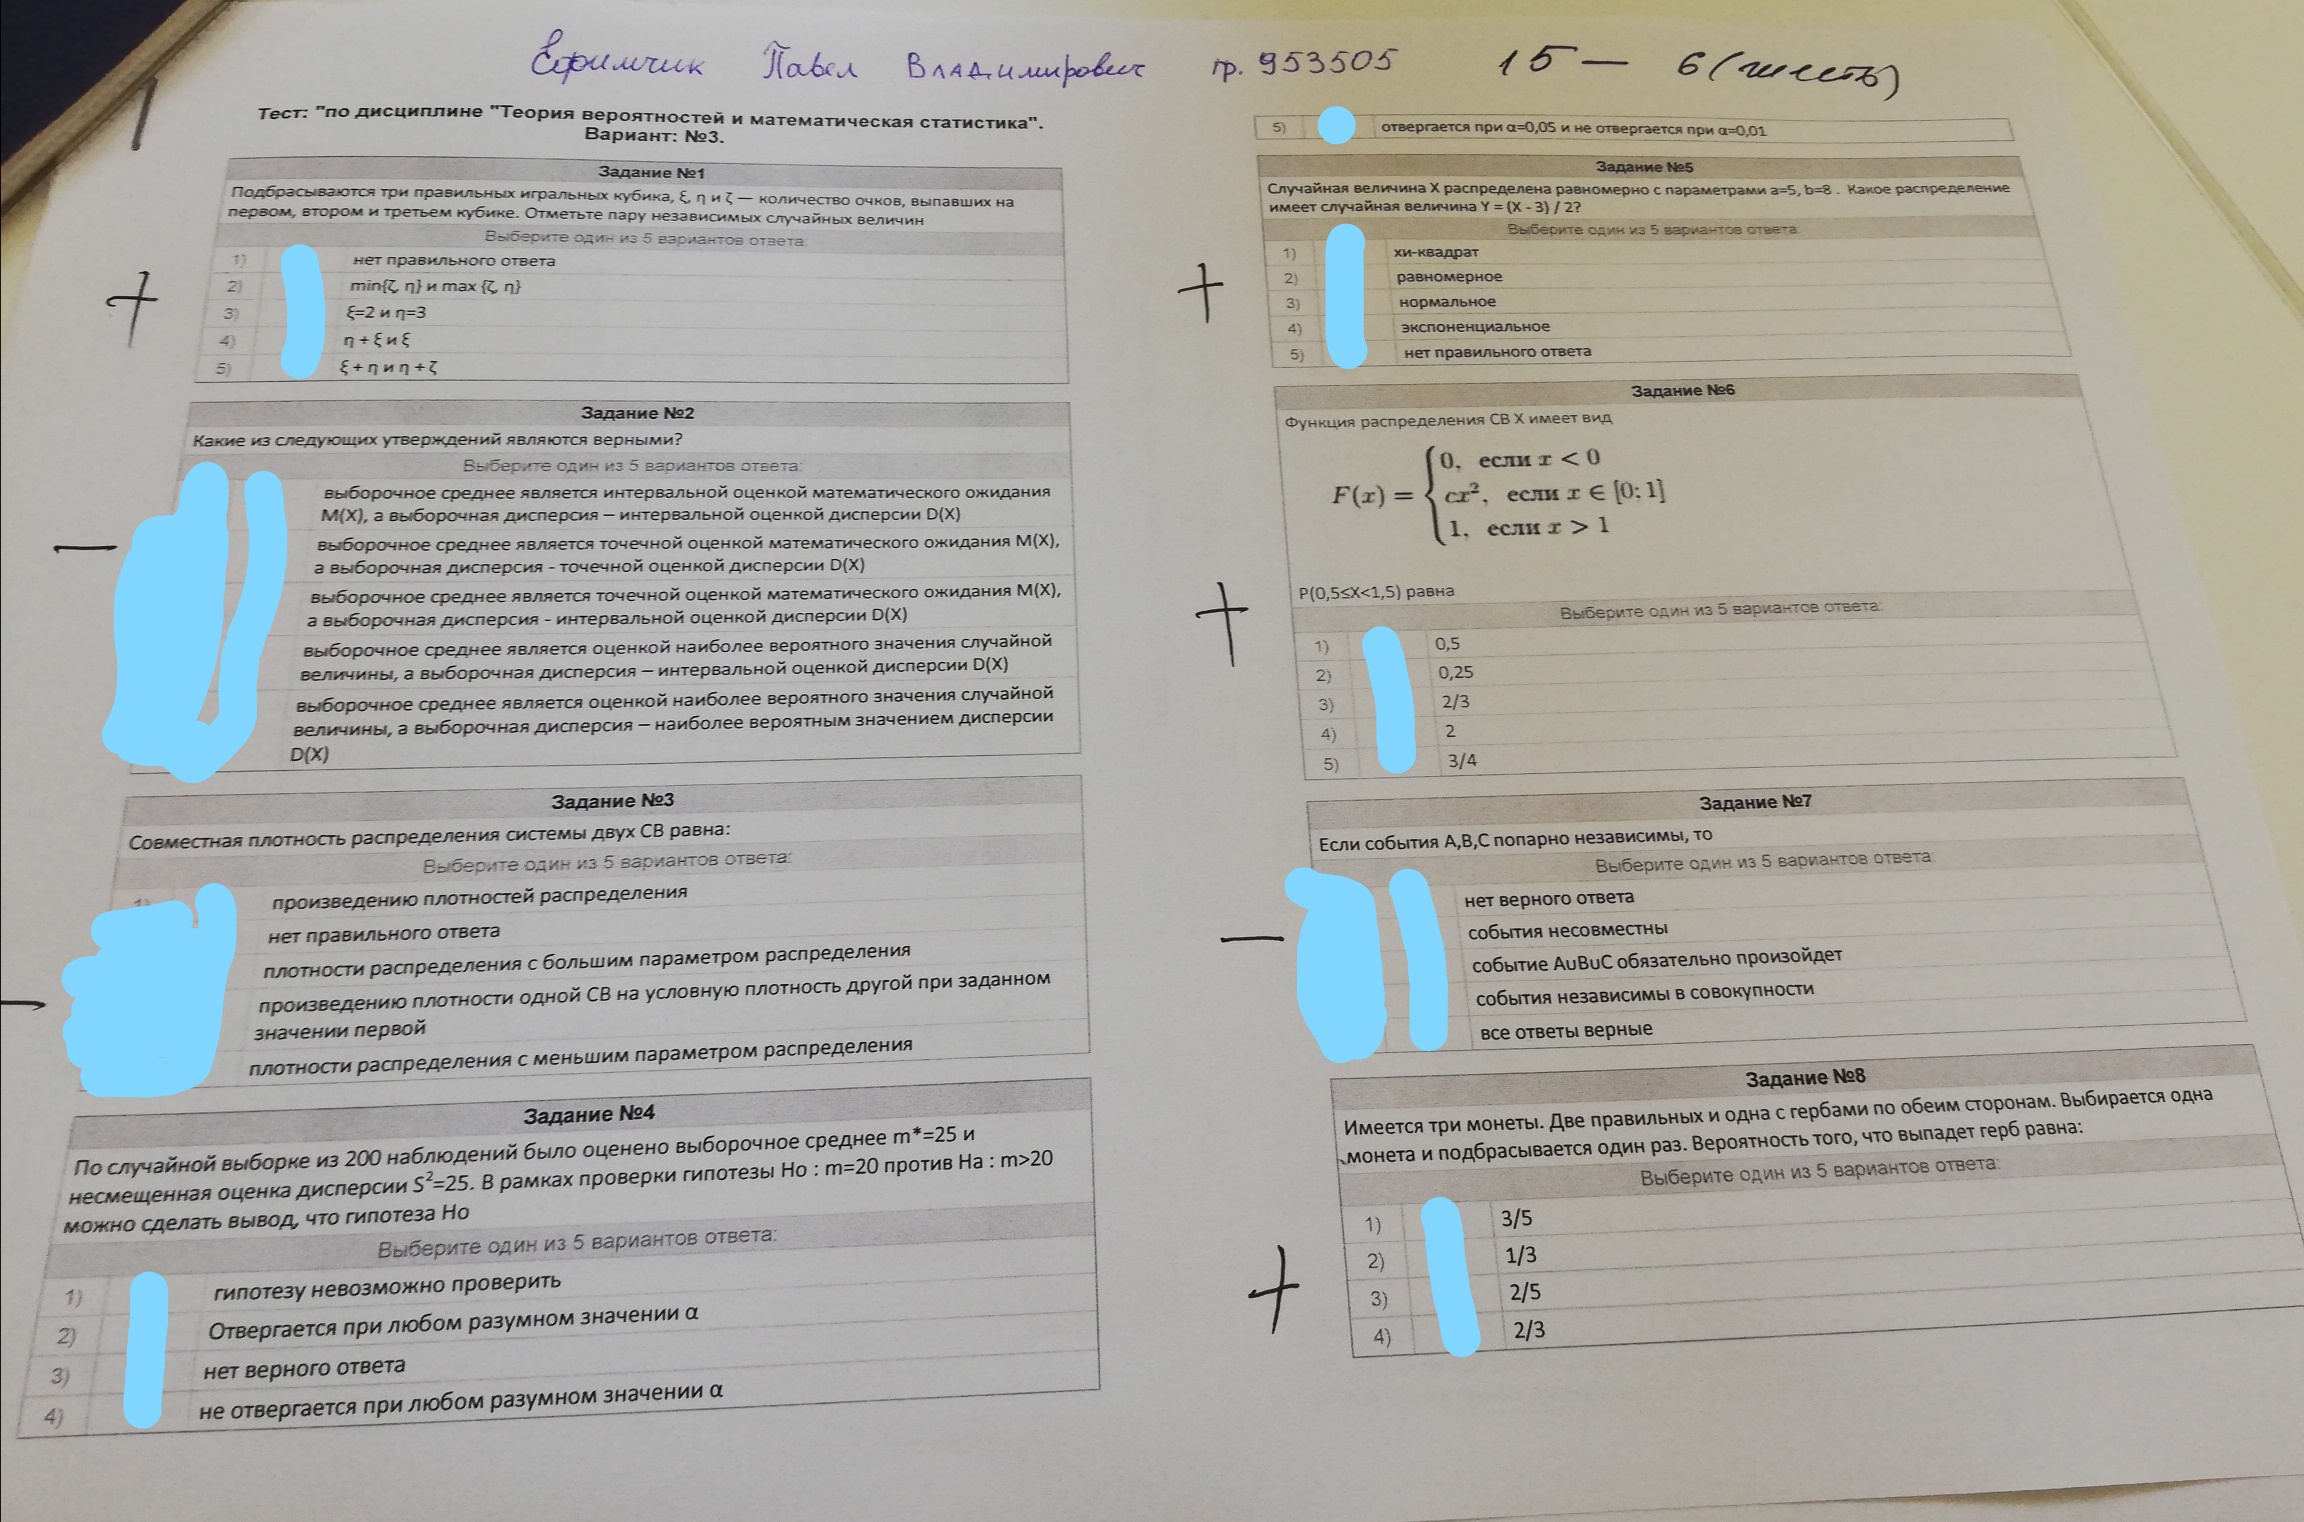 Ефимчик Павел Владимирович гр. 953505 15 — 6 (шесть)
Тест: "по дисциплине "Теория вероятностей и математическая статистика".
Вариант: №3.
Задание №1
Подбрасываются три правильных игральных кубика, ξ, η и ζ — количество очков, выпавших на
первом, втором и третьем кубике. Отметьте пару независимых случайных величин
Выберите один из 5 вариантов ответа:
1) нет правильного ответа
2) min{ζ, η} и max {ζ, η}
3) ξ=2 и η=3
4) η + ξ и ξ
5) ξ + η и η + ζ
+
Задание №2
Какие из следующих утверждений являются верными?
Выберите один из 5 вариантов ответа:
выборочное среднее является интервальной оценкой математического ожидания
M(X), а выборочная дисперсия – интервальной оценкой дисперсии D(X)
выборочное среднее является точечной оценкой математического ожидания M(X),
а выборочная дисперсия - точечной оценкой дисперсии D(X)
выборочное среднее является точечной оценкой математического ожидания M(X),
а выборочная дисперсия - интервальной оценкой дисперсии D(X)
выборочное среднее является оценкой наиболее вероятного значения случайной
величины, а выборочная дисперсия – интервальной оценкой дисперсии D(X)
выборочное среднее является оценкой наиболее вероятного значения случайной
величины, а выборочная дисперсия – наиболее вероятным значением дисперсии
D(X)
—
Задание №3
Совместная плотность распределения системы двух СВ равна:
Выберите один из 5 вариантов ответа:
1) произведению плотностей распределения
нет правильного ответа
плотности распределения с большим параметром распределения
произведению плотности одной СВ на условную плотность другой при заданном
значении первой
плотности распределения с меньшим параметром распределения
—
Задание №4
По случайной выборке из 200 наблюдений было оценено выборочное среднее m*=25 и
несмещенная оценка дисперсии S²=25. В рамках проверки гипотезы Ho : m=20 против Ha : m>20
можно сделать вывод, что гипотеза Ho
Выберите один из 5 вариантов ответа:
1) гипотезу невозможно проверить
2) Отвергается при любом разумном значении α
3) нет верного ответа
4) не отвергается при любом разумном значении α
5) отвергается при α=0,05 и не отвергается при α=0,01
Задание №5
Случайная величина X распределена равномерно с параметрами a=5, b=8 . Какое распределение
имеет случайная величина Y = (X - 3) / 2?
Выберите один из 5 вариантов ответа:
1) хи-квадрат
2) равномерное
3) нормальное
4) экспоненциальное
5) нет правильного ответа
+
Задание №6
Функция распределения СВ X имеет вид
0, если x < 0
F(x) = { cx², если x ∈ [0; 1]
1, если x > 1
P(0,5≤X<1,5) равна
Выберите один из 5 вариантов ответа:
1) 0,5
2) 0,25
3) 2/3
4) 2
5) 3/4
+
Задание №7
Если события A,B,C попарно независимы, то
Выберите один из 5 вариантов ответа:
нет верного ответа
события несовместны
событие AuBuC обязательно произойдет
события независимы в совокупности
все ответы верные
—
Задание №8
Имеется три монеты. Две правильных и одна с гербами по обеим сторонам. Выбирается одна
монета и подбрасывается один раз. Вероятность того, что выпадет герб равна:
Выберите один из 5 вариантов ответа:
1) 3/5
2) 1/3
3) 2/5
4) 2/3
+